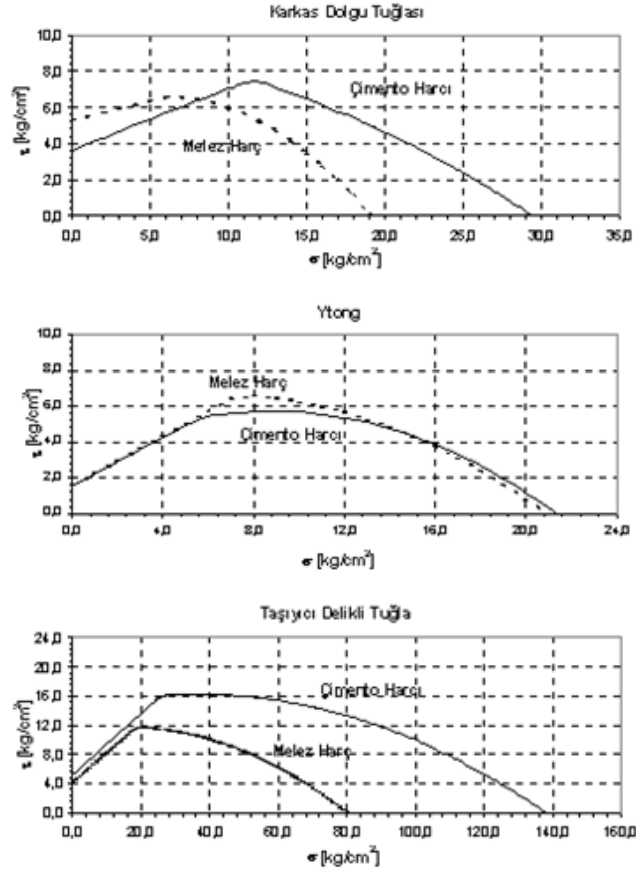 Karkas Dolgu Tuğlası
10,0
8,0
6,0
4,0
2,0
0,0
τ [kg/cm²]
Çimento Harcı
Melez Harç
0,0 5,0 10,0 15,0 20,0 25,0 30,0 35,0
σ [kg/cm²]
Ytong
10,0
8,0
6,0
4,0
2,0
0,0
τ [kg/cm²]
Melez Harç
Çimento Harcı
0,0 4,0 8,0 12,0 16,0 20,0 24,0
σ [kg/cm²]
Taşıyıcı Delikli Tuğla
24,0
20,0
16,0
12,0
8,0
4,0
0,0
τ [kg/cm²]
Çimento Harcı
Melez Harç
0,0 20,0 40,0 60,0 80,0 100,0 120,0 140,0 160,0
σ [kg/cm²]